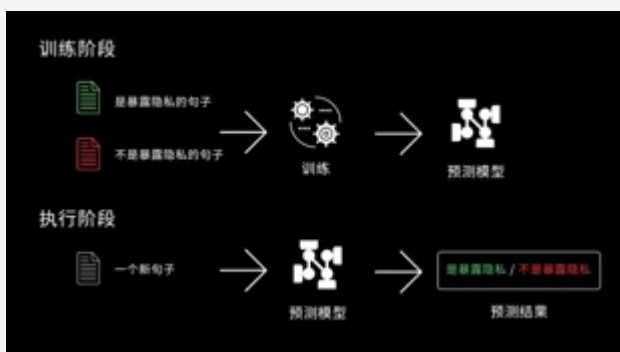 训练阶段
是暴露隐私的句子
不是暴露隐私的句子
训练
预测模型
执行阶段
一个新句子
预测模型
是暴露隐私 / 不是暴露隐私
预测结果